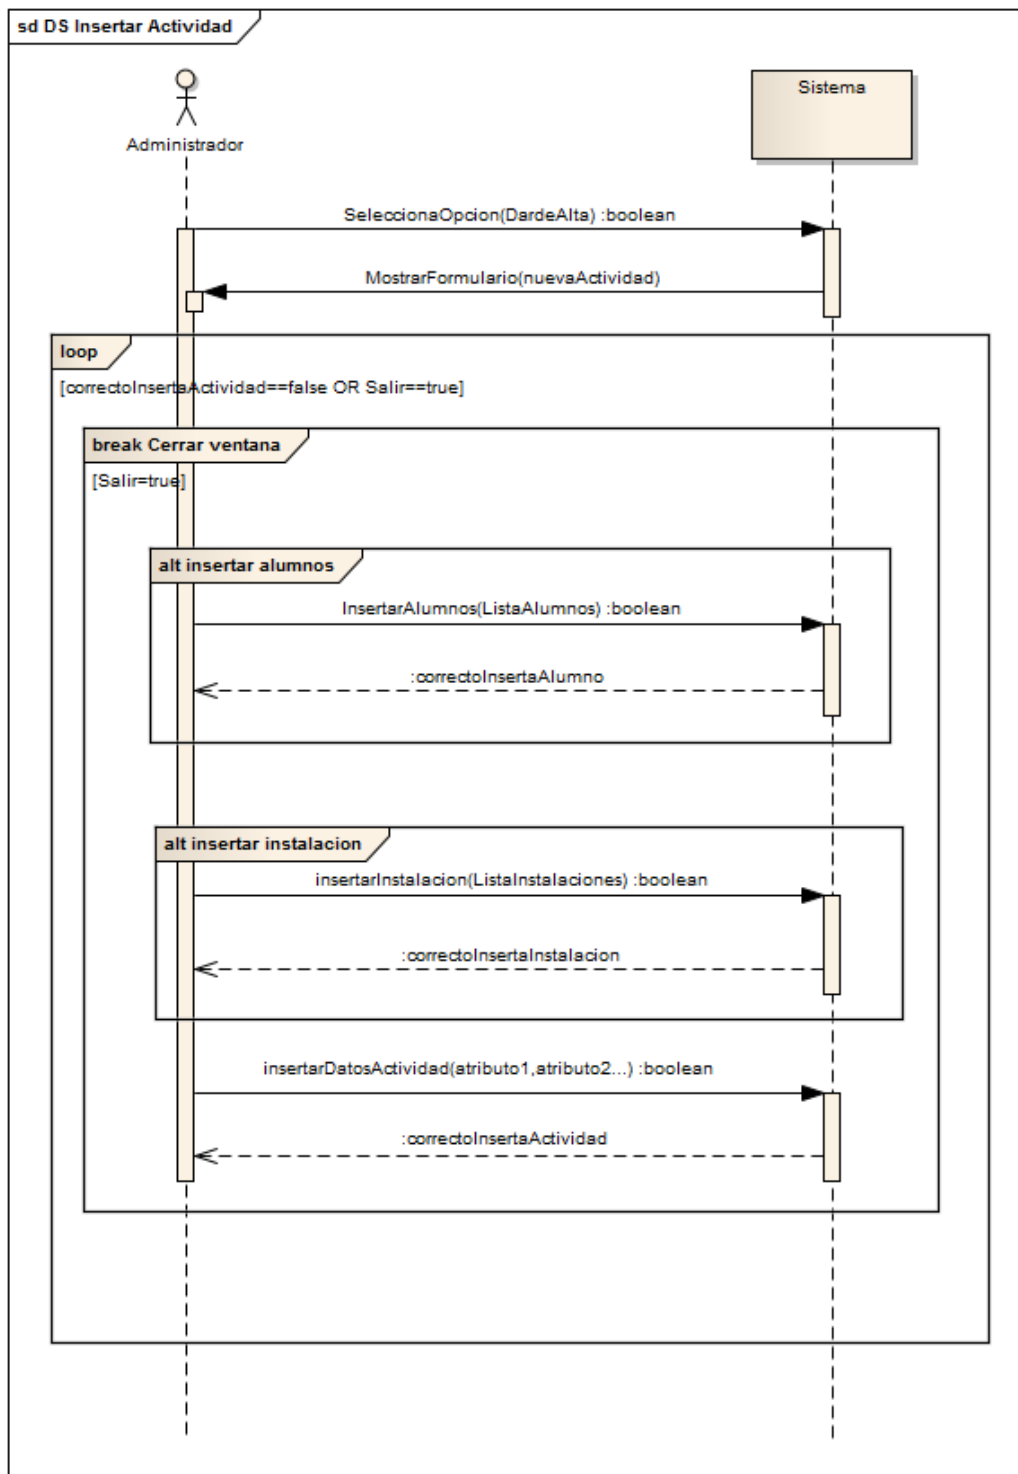 sd DS Insertar Actividad
Administrador
Sistema
SeleccionaOpcion(DardeAlta) :boolean
MostrarFormulario(nuevaActividad)
loop
[correctoInsertaActividad==false OR Salir==true]
break Cerrar ventana
[Salir=true]
alt insertar alumnos
InsertarAlumnos(ListaAlumnos) :boolean
:correctoInsertaAlumno
alt insertar instalacion
insertarInstalacion(ListaInstalaciones) :boolean
:correctoInsertaInstalacion
insertarDatosActividad(atributo1,atributo2...) :boolean
:correctoInsertaActividad